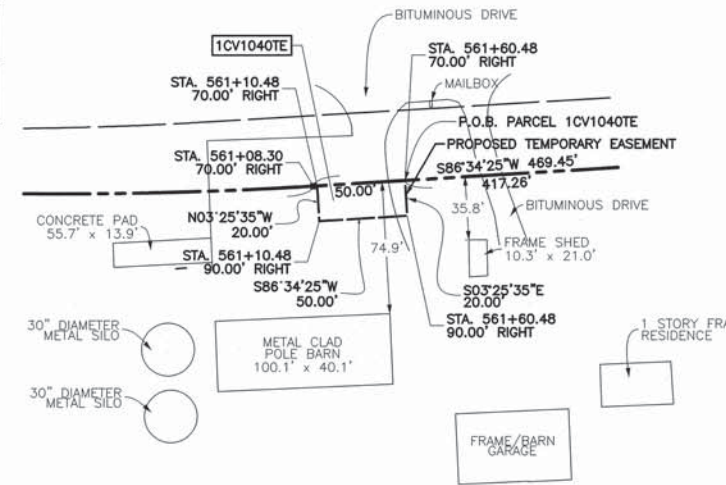 BITUMINOUS DRIVE
1CV1040TE
STA. 561+60.48
70.00' RIGHT
STA. 561+10.48
70.00' RIGHT
MAILBOX
P.O.B. PARCEL 1CV1040TE
PROPOSED TEMPORARY EASEMENT
STA. 561+08.30
70.00' RIGHT
S86°34'25"W 469.45'
417.26'
50.00'
N03°25'35"W
20.00'
35.8'
BITUMINOUS DRIVE
CONCRETE PAD
55.7' x 13.9'
STA. 561+10.48
90.00' RIGHT
74.9'
FRAME SHED
10.3' x 21.0'
S86°34'25"W
50.00'
S03°25'35"E
20.00'
STA. 561+60.48
90.00' RIGHT
30" DIAMETER
METAL SILO
METAL CLAD
POLE BARN
100.1' x 40.1'
1 STORY FRA
RESIDENCE
30" DIAMETER
METAL SILO
FRAME/BARN
GARAGE